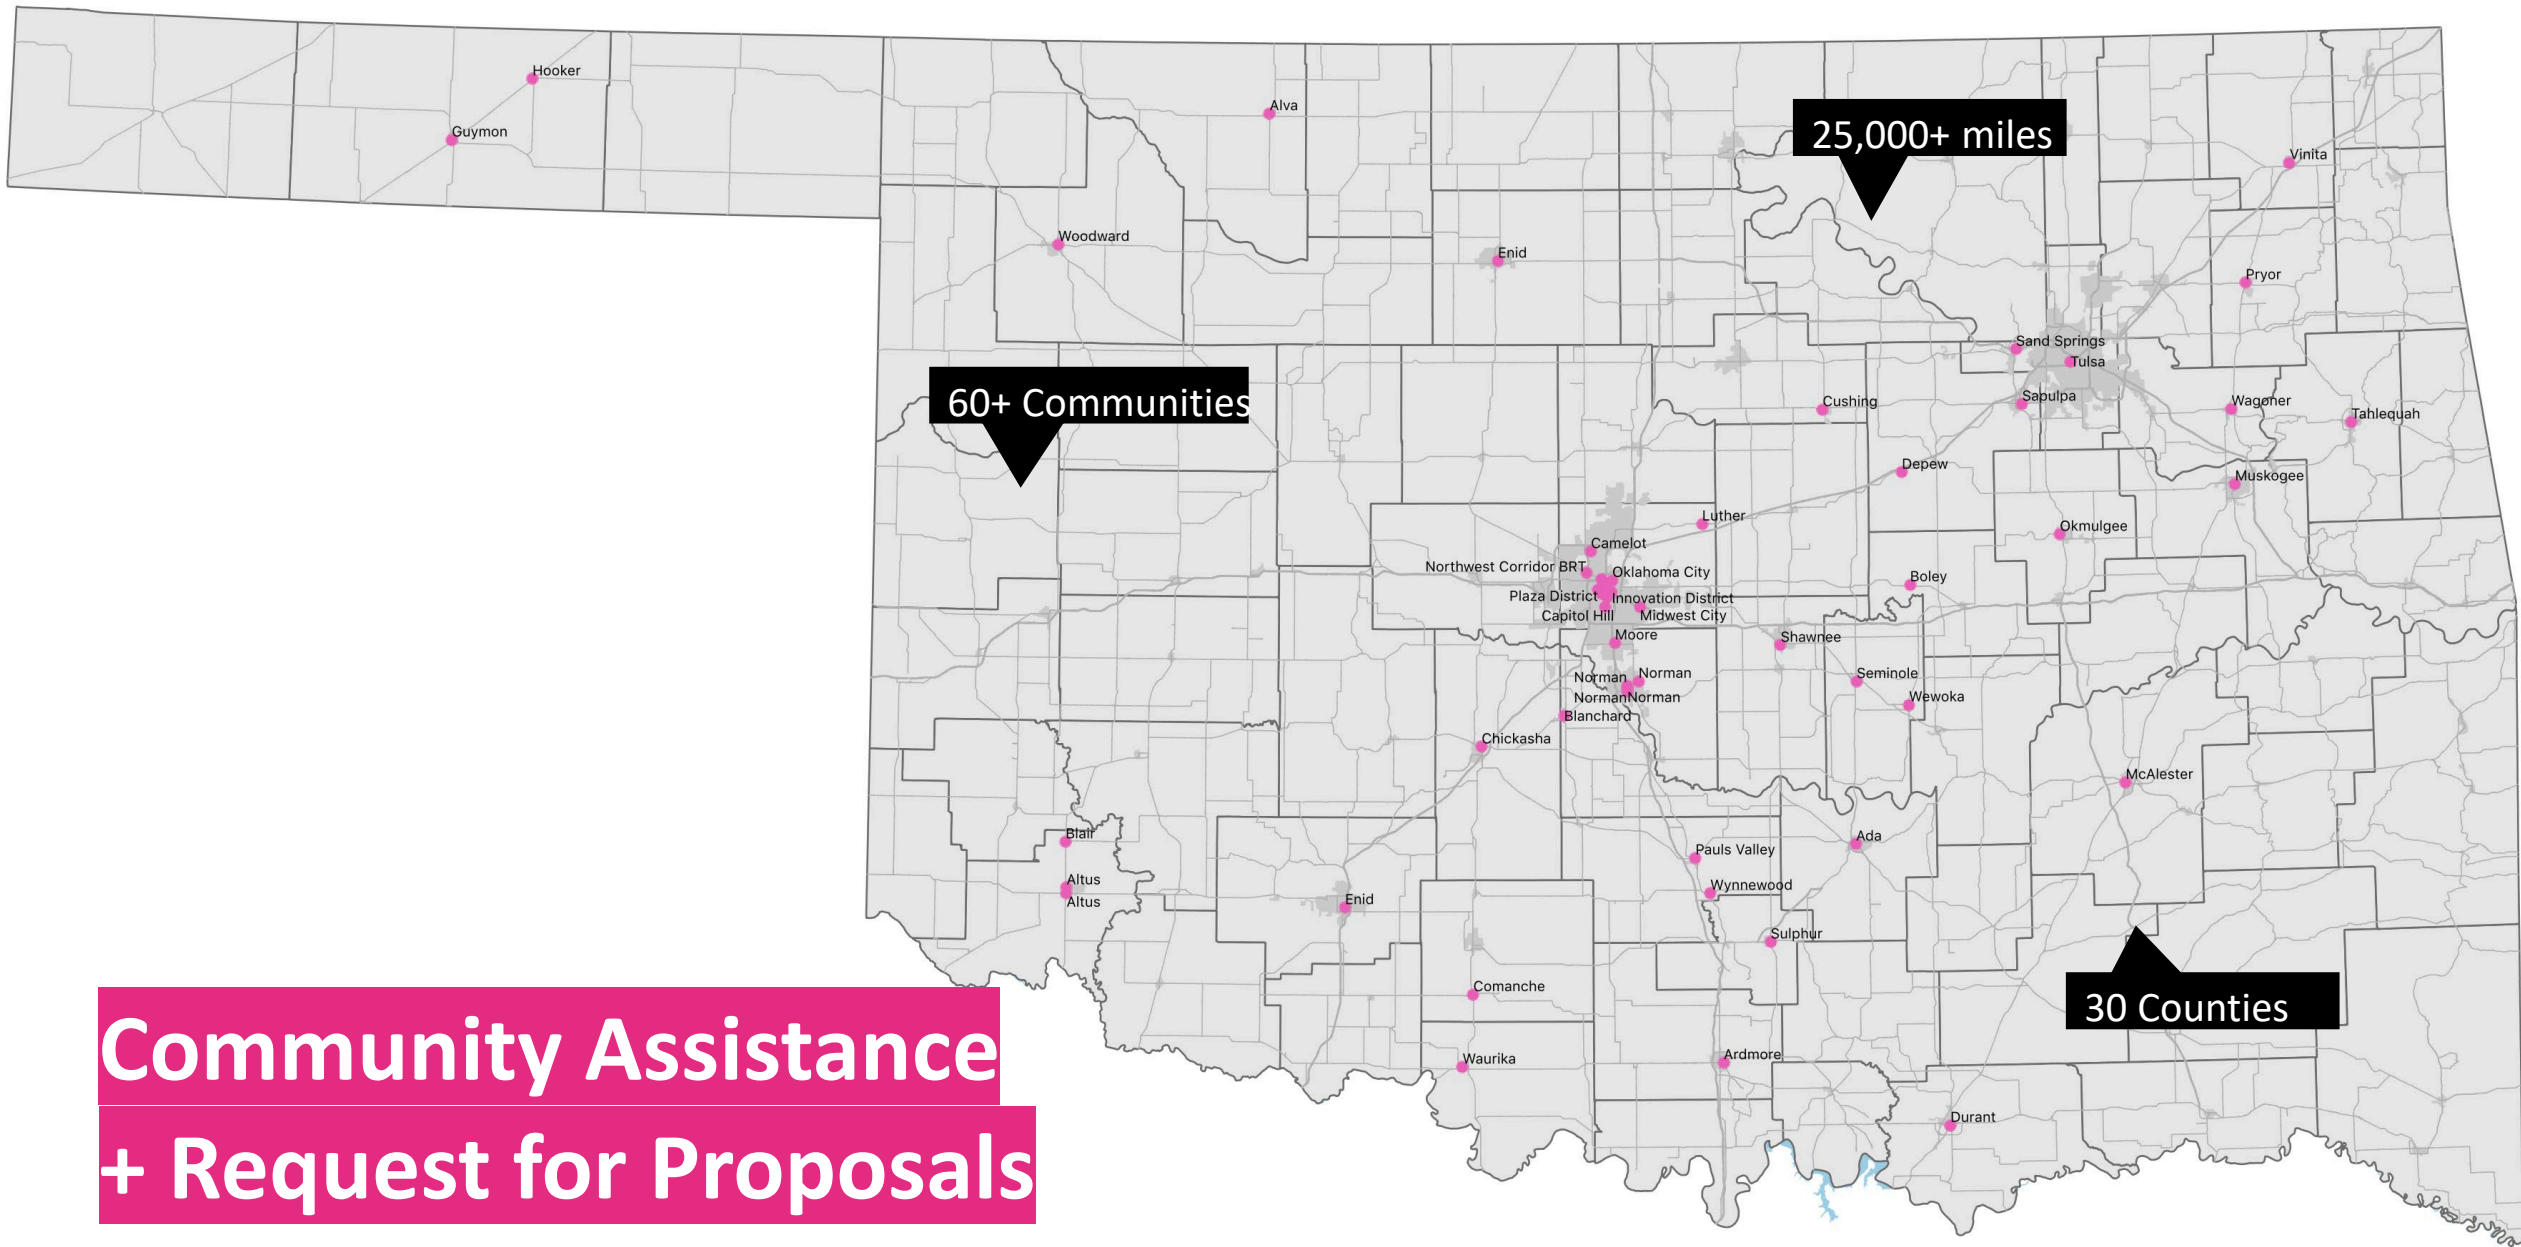 Hooker
Guymon
Alva
25,000+ miles
Vinita
Woodward
Enid
Pryor
Sand Springs
Tulsa
60+ Communities
Cushing
Sapulpa
Wagoner
Tahlequah
Depew
Muskogee
Luther
Okmulgee
Camelot
Northwest Corridor BRT
Oklahoma City
Boley
Plaza District
Innovation District
Capitol Hill
Midwest City
Moore
Shawnee
Norman
Norman
Seminole
Norman
Norman
Wewoka
Blanchard
Chickasha
McAlester
Blair
Ada
Pauls Valley
Altus
Wynnewood
Altus
Enid
Sulphur
Comanche
30 Counties
Community Assistance
+ Request for Proposals
Waurika
Ardmore
Durant